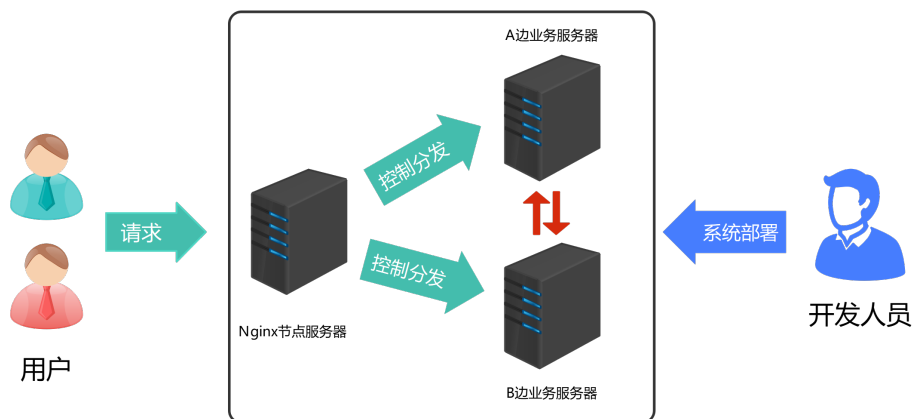 A边业务服务器
控制分发
请求
系统部署
控制分发
Nginx节点服务器
开发人员
用户
B边业务服务器